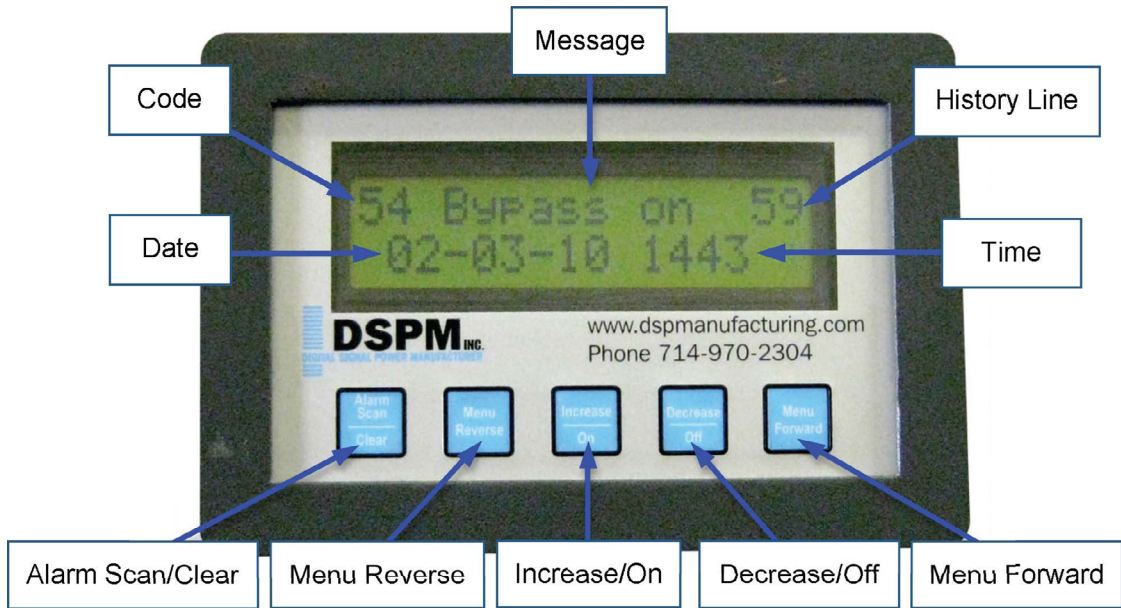 Message
Code
History Line
54 Bypass on 59
Date
02-03-10 1443
Time
DSPM INC.
DIGITAL SIGNAL POWER MANUFACTURER
www.dspmanufacturing.com
Phone 714-970-2304
Alarm
Scan
Clear
Menu
Reverse
Increase
On
Decrease
Off
Menu
Forward
Alarm Scan/Clear
Menu Reverse
Increase/On
Decrease/Off
Menu Forward